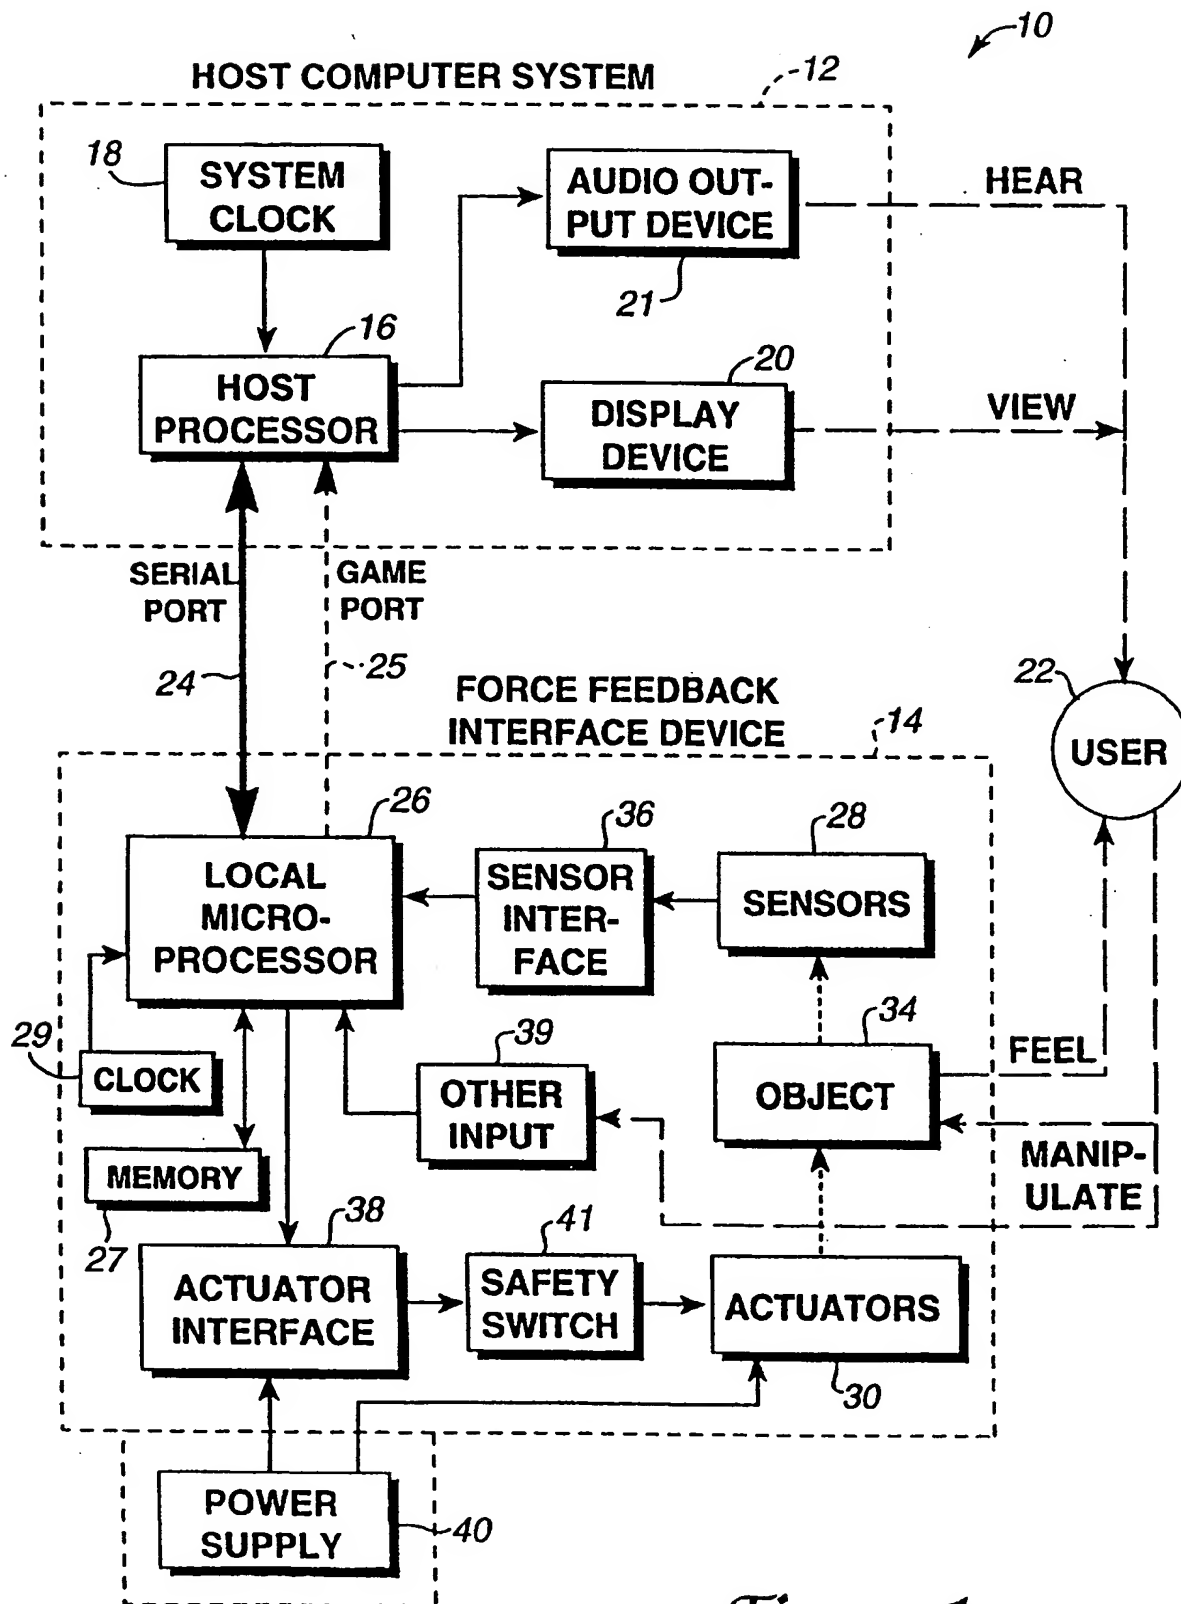 10
HOST COMPUTER SYSTEM
12
18
SYSTEM
CLOCK
AUDIO OUT-
PUT DEVICE
21
HEAR
16
HOST
PROCESSOR
20
DISPLAY
DEVICE
VIEW
SERIAL
PORT
GAME
PORT
24
25
FORCE FEEDBACK
INTERFACE DEVICE
14
22
USER
26
LOCAL
MICRO-
PROCESSOR
36
SENSOR
INTER-
FACE
28
SENSORS
29
CLOCK
39
OTHER
INPUT
34
OBJECT
FEEL
MANIP-
ULATE
MEMORY
27
38
ACTUATOR
INTERFACE
41
SAFETY
SWITCH
ACTUATORS
30
POWER
SUPPLY
40